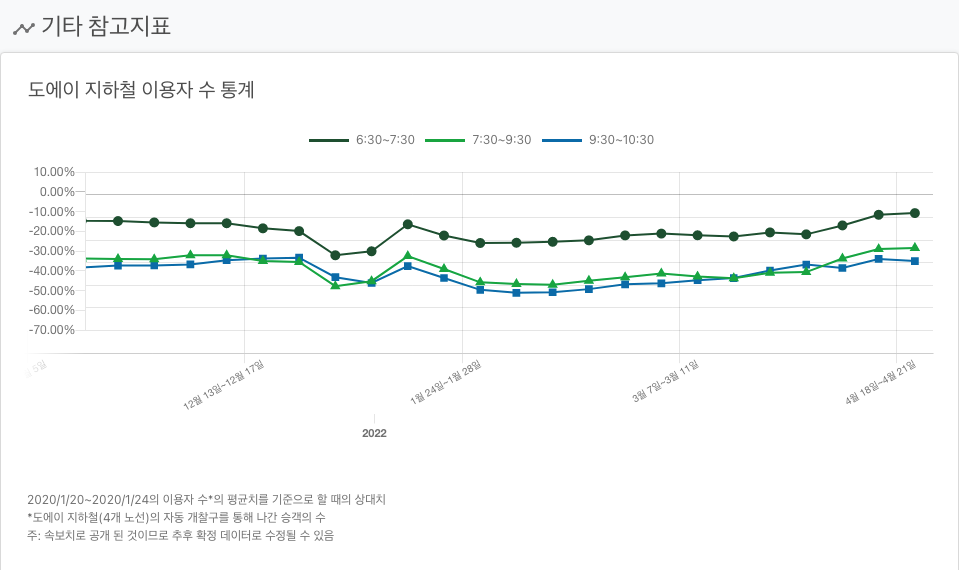 기타 참고지표
도에이 지하철 이용자 수 통계
6:30~7:30 7:30~9:30 9:30~10:30
10.00%
0.00%
-10.00%
-20.00%
-30.00%
-40.00%
-50.00%
-60.00%
-70.00%
5일 12월 13일~12월 17일 1월 24일~1월 28일 3월 7일~3월 11일 4월 18일~4월 21일
2022
2020/1/20~2020/1/24의 이용자 수*의 평균치를 기준으로 할 때의 상대치
*도에이 지하철(4개 노선)의 자동 개찰구를 통해 나간 승객의 수
주: 속보치로 공개 된 것이므로 추후 확정 데이터로 수정될 수 있음